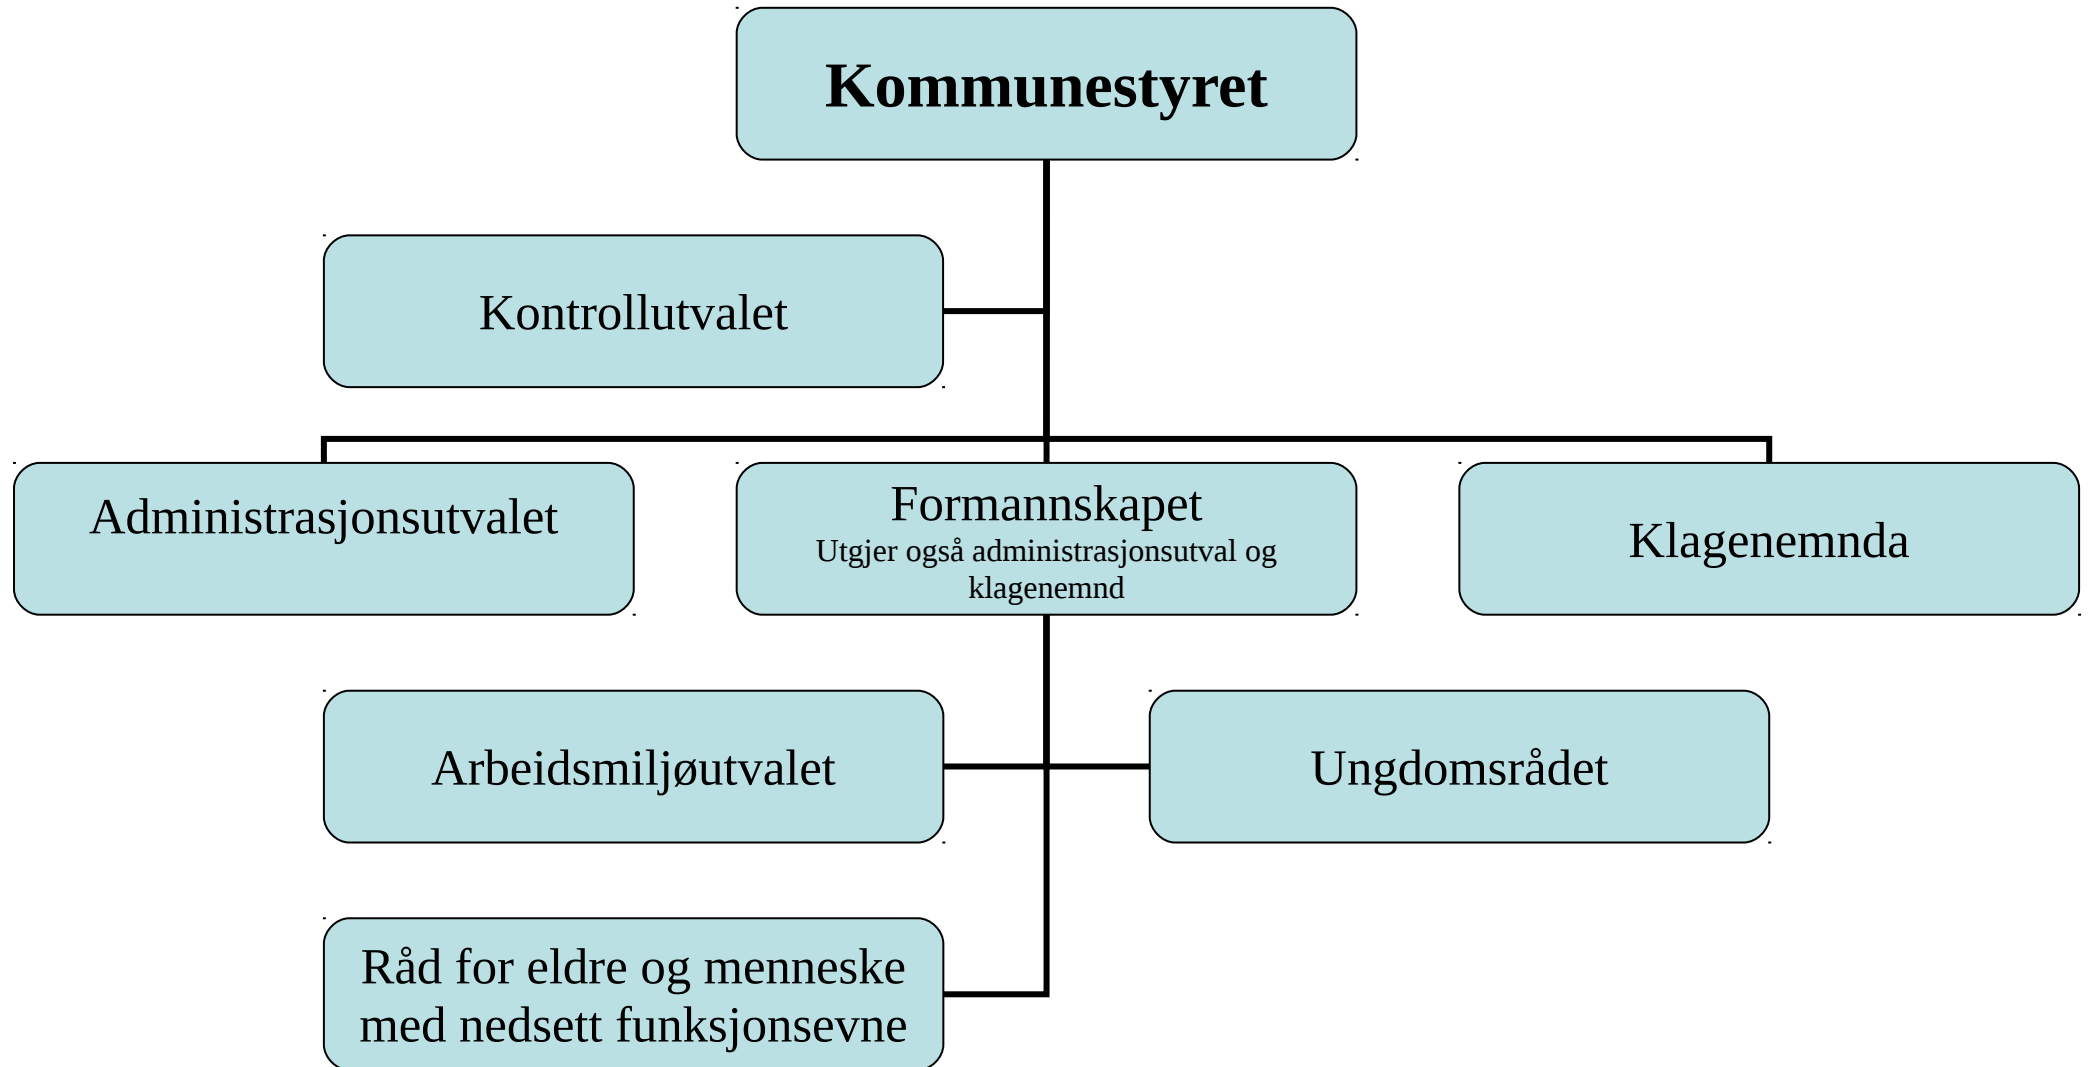 Kommunestyret
Kontrollutvalet
Administrasjonsutvalet
Formannskapet
Utgjer også administrasjonsutval og
klagenemnd
Klagenemnda
Arbeidsmiljøutvalet
Ungdomsrådet
Råd for eldre og menneske
med nedsett funksjonsevne